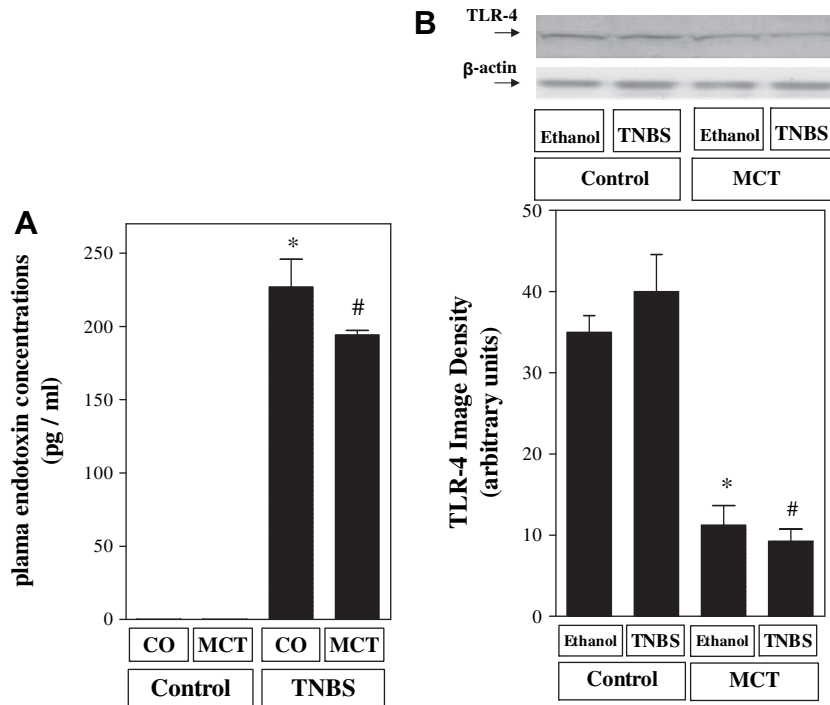 A
plama endotoxin concentrations
(pg / ml)
250
200
150
100
50
0
*
#
CO MCT CO MCT
Control TNBS
B
TLR-4
β-actin
Ethanol TNBS Ethanol TNBS
Control MCT
TLR-4 Image Density
(arbitrary units)
50
40
30
20
10
0
*
#
Ethanol TNBS Ethanol TNBS
Control MCT